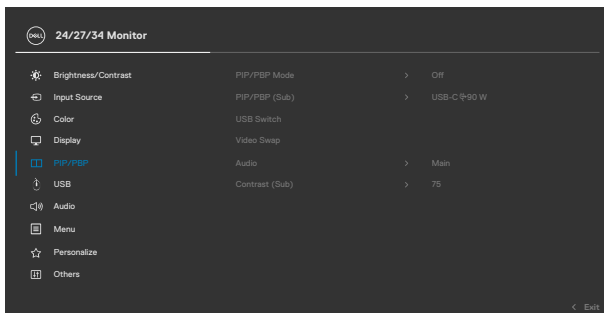 DELL 24/27/34 Monitor
Brightness/Contrast PIP/PBP Mode > Off
Input Source PIP/PBP (Sub) > USB-C 90 W
Color USB Switch
Display Video Swap
PIP/PBP Audio > Main
USB Contrast (Sub) > 75
Audio
Menu
Personalize
Others
< Exit